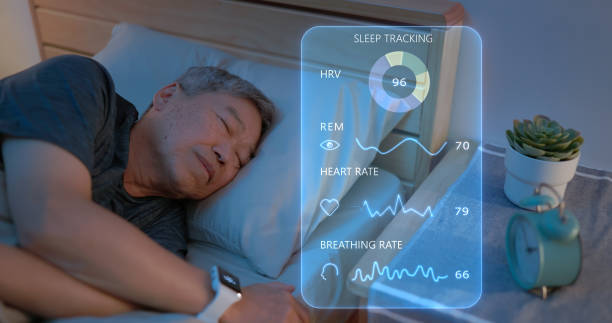 SLEEP TRACKING
HRV
96
REM
70
HEART RATE
79
BREATHING RATE
66